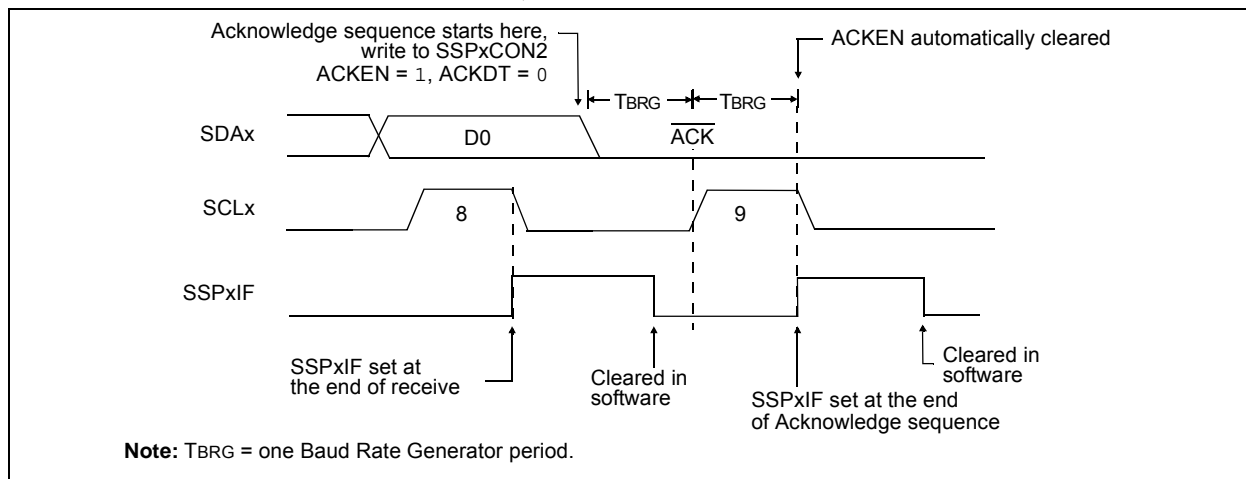 Acknowledge sequence starts here,
write to SSPxCON2
ACKEN = 1, ACKDT = 0
ACKEN automatically cleared
TBRG
TBRG
SDAx
D0
ACK
SCLx
8
9
SSPxIF
SSPxIF set at
the end of receive
Cleared in
software
SSPxIF set at the end
of Acknowledge sequence
Cleared in
software
Note: TBRG = one Baud Rate Generator period.